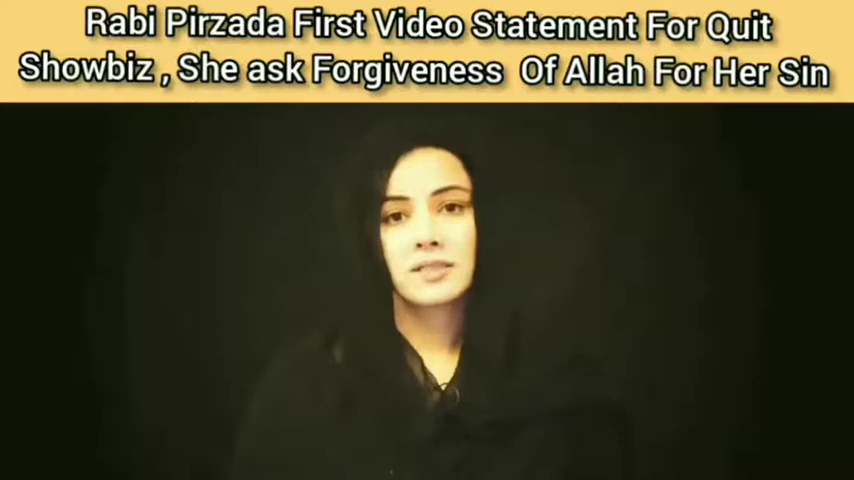 Rabi Pirzada First Video Statement For Quit
Showbiz , She ask Forgiveness Of Allah For Her Sin